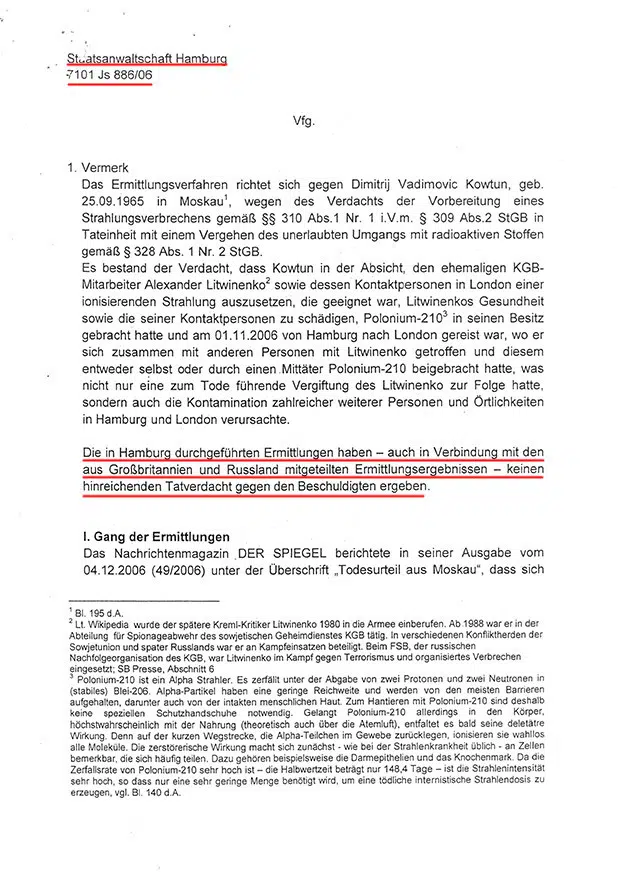 Staatsanwaltschaft Hamburg
7101 Js 886/06
Vfg.
1. Vermerk
Das Ermittlungsverfahren richtet sich gegen Dimitrij Vadimovic Kowtun, geb.
25.09.1965 in Moskau¹, wegen des Verdachts der Vorbereitung eines
Strahlungsverbrechens gemäß §§ 310 Abs.1 Nr. 1 i.V.m. § 309 Abs.2 StGB in
Tateinheit mit einem Vergehen des unerlaubten Umgangs mit radioaktiven Stoffen
gemäß § 328 Abs. 1 Nr. 2 StGB.
Es bestand der Verdacht, dass Kowtun in der Absicht, den ehemaligen KGB-
Mitarbeiter Alexander Litwinenko² sowie dessen Kontaktpersonen in London einer
ionisierenden Strahlung auszusetzen, die geeignet war, Litwinenkos Gesundheit
sowie die seiner Kontaktpersonen zu schädigen, Polonium-210³ in seinen Besitz
gebracht hatte und am 01.11.2006 von Hamburg nach London gereist war, wo er
sich zusammen mit anderen Personen mit Litwinenko getroffen und diesem
entweder selbst oder durch einen Mittäter Polonium-210 beigebracht hatte, was
nicht nur eine zum Tode führende Vergiftung des Litwinenko zur Folge hatte,
sondern auch die Kontamination zahlreicher weiterer Personen und Örtlichkeiten
in Hamburg und London verursachte.
Die in Hamburg durchgeführten Ermittlungen haben – auch in Verbindung mit den
aus Großbritannien und Russland mitgeteilten Ermittlungsergebnissen – keinen
hinreichenden Tatverdacht gegen den Beschuldigten ergeben.
I. Gang der Ermittlungen
Das Nachrichtenmagazin DER SPIEGEL berichtete in seiner Ausgabe vom
04.12.2006 (49/2006) unter der Überschrift „Todesurteil aus Moskau“, dass sich
¹ Bl. 195 d.A.
² Lt. Wikipedia wurde der spätere Kreml-Kritiker Litwinenko 1980 in die Armee einberufen. Ab 1988 war er in der
Abteilung für Spionageabwehr des sowjetischen Geheimdienstes KGB tätig. In verschiedenen Konfliktherden der
Sowjetunion und spater Russlands war er an Kampfeinsatzen beteiligt. Beim FSB, der russischen
Nachfolgeorganisation des KGB, war Litwinenko im Kampf gegen Terrorismus und organisiertes Verbrechen
eingesetzt; SB Presse, Abschnitt 6
³ Polonium-210 ist ein Alpha Strahler. Es zerfällt unter der Abgabe von zwei Protonen und zwei Neutronen in
(stabiles) Blei-206. Alpha-Partikel haben eine geringe Reichweite und werden von den meisten Barrieren
aufgehalten, darunter auch von der intakten menschlichen Haut. Zum Hantieren mit Polonium-210 sind deshalb
keine speziellen Schutzhandschuhe notwendig. Gelangt Polonium-210 allerdings in den Körper,
höchstwahrscheinlich mit der Nahrung (theoretisch auch über die Atemluft), entfaltet es bald seine deletätre
Wirkung. Denn auf der kurzen Wegstrecke, die Alpha-Teilchen im Gewebe zurücklegen, ionisieren sie wahllos
alle Moleküle. Die zerstörerische Wirkung macht sich zunächst - wie bei der Strahlenkrankheit üblich - an Zellen
bemerkbar, die sich häufig teilen. Dazu gehören beispielsweise die Darmepithelien und das Knochenmark. Da die
Zerfallsrate von Polonium-210 sehr hoch ist – die Halbwertzeit beträgt nur 148,4 Tage – ist die Strahlenintensität
sehr hoch, so dass nur eine sehr geringe Menge benötigt wird, um eine tödliche internistische Strahlendosis zu
erzeugen, vgl. Bl. 140 d.A.